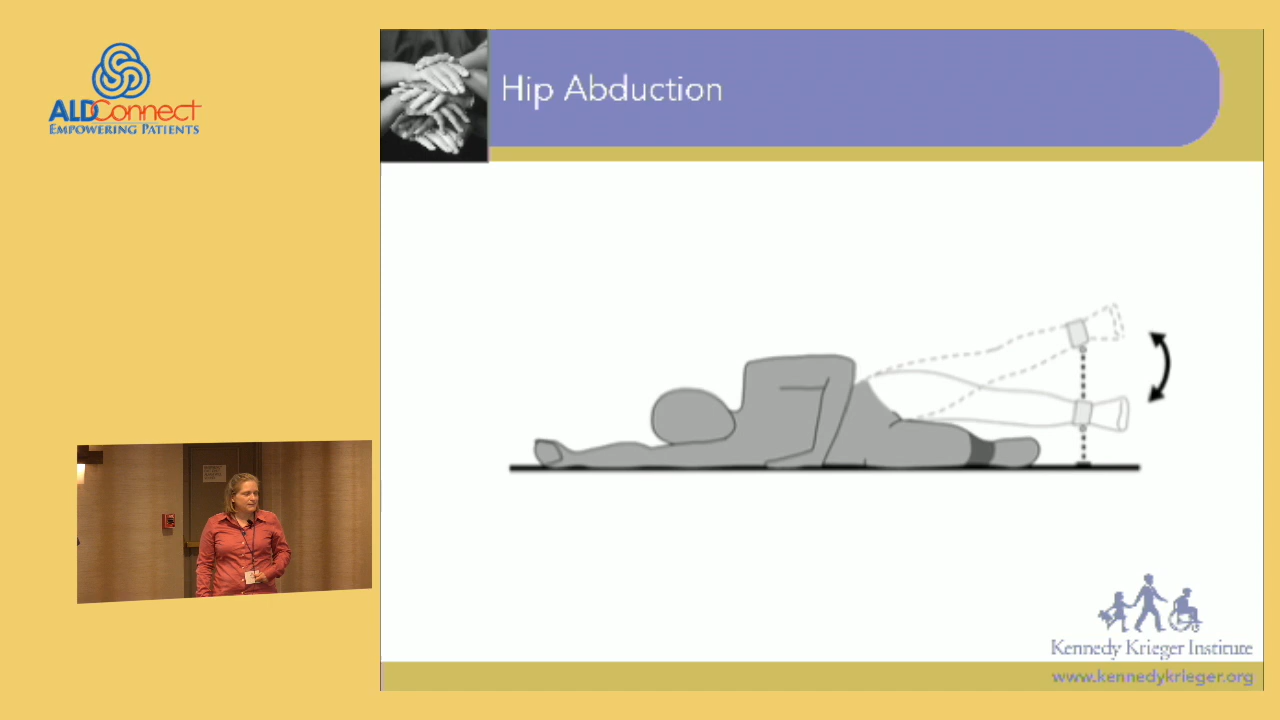 ALDConnect
EMPOWERING PATIENTS
Hip Abduction
Kennedy Krieger Institute
www.kennedykrieger.org